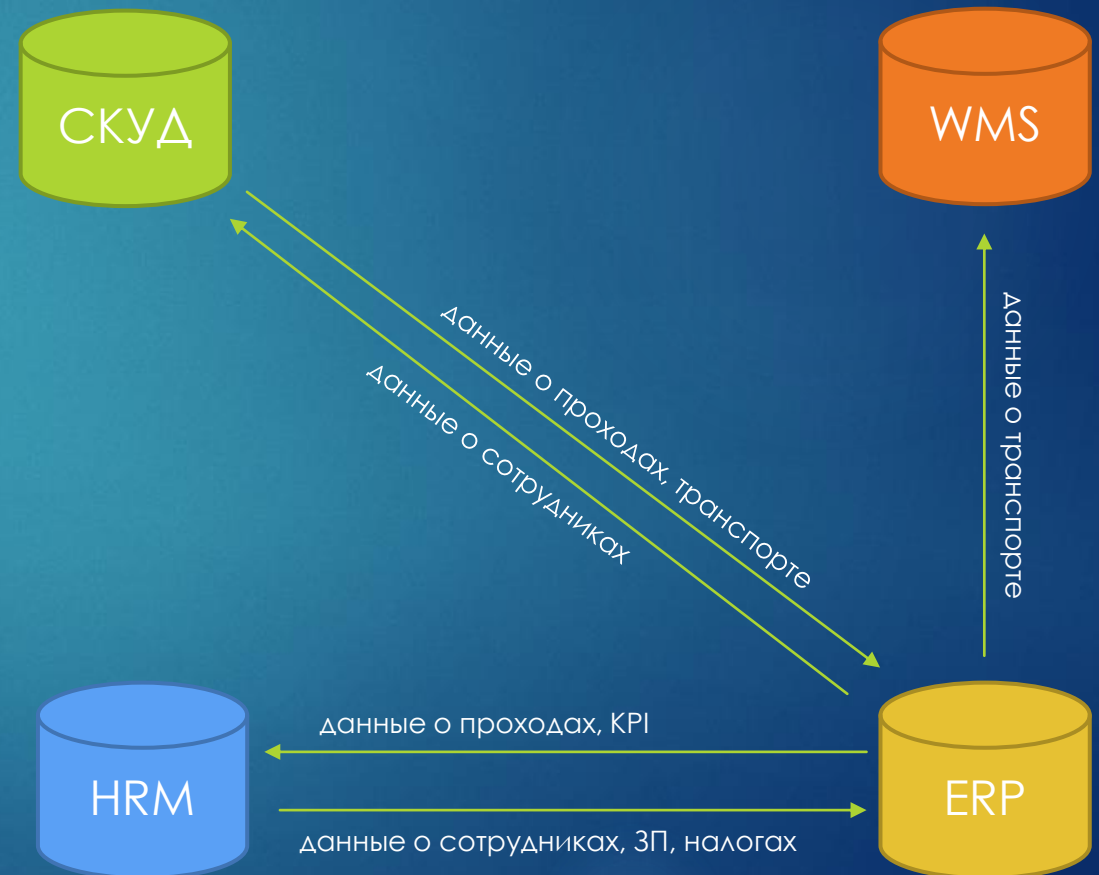 СКУД
WMS
данные о проходах, транспорте
данные о сотрудниках
данные о транспорте
данные о проходах, KPI
HRM
ERP
данные о сотрудниках, ЗП, налогах